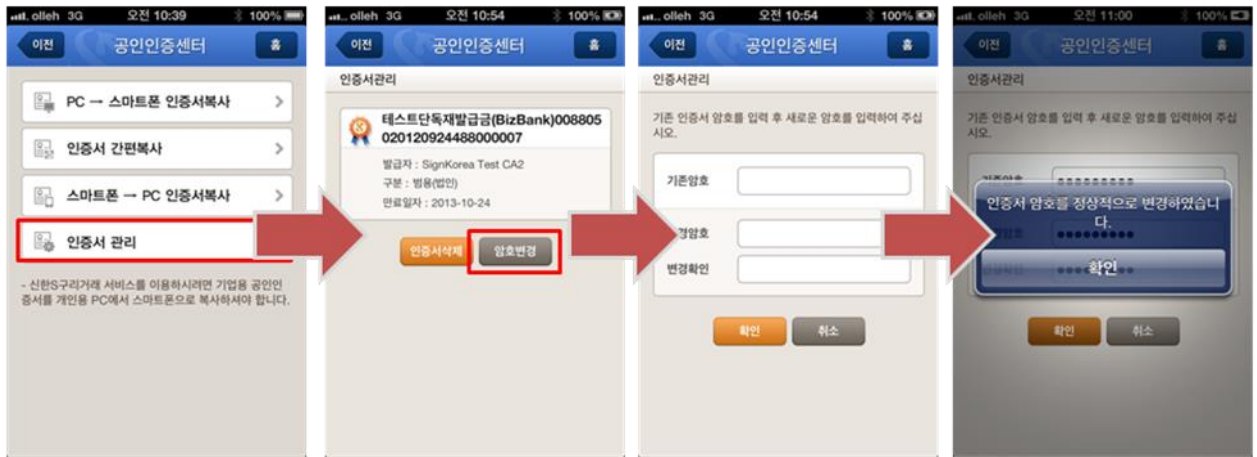 olleh 3G 오전 10:39 100%
이전 공인인증센터 홈
PC → 스마트폰 인증서복사
인증서 간편복사
스마트폰 → PC 인증서복사
인증서 관리
- 신한S구리거래 서비스를 이용하시려면 기업용 공인인
증서를 개인용 PC에서 스마트폰으로 복사하셔야 합니다.
olleh 3G 오전 10:54 100%
이전 공인인증센터 홈
인증서관리
테스트단독재발급금(BizBank)008805
020120924488000007
발급자 : SignKorea Test CA2
구분 : 범용(법인)
만료일자 : 2013-10-24
인증서삭제 암호변경
olleh 3G 오전 10:54 100%
이전 공인인증센터 홈
인증서관리
기존 인증서 암호를 입력 후 새로운 암호를 입력하여 주십
시오.
기존암호
변경암호
변경확인
확인 취소
olleh 3G 오전 11:00 100%
이전 공인인증센터 홈
인증서관리
기존 인증서 암호를 입력 후 새로운 암호를 입력하여 주십
시오.
기존암호
인증서 암호를 정상적으로 변경하였습니
다.
확인
확인 취소